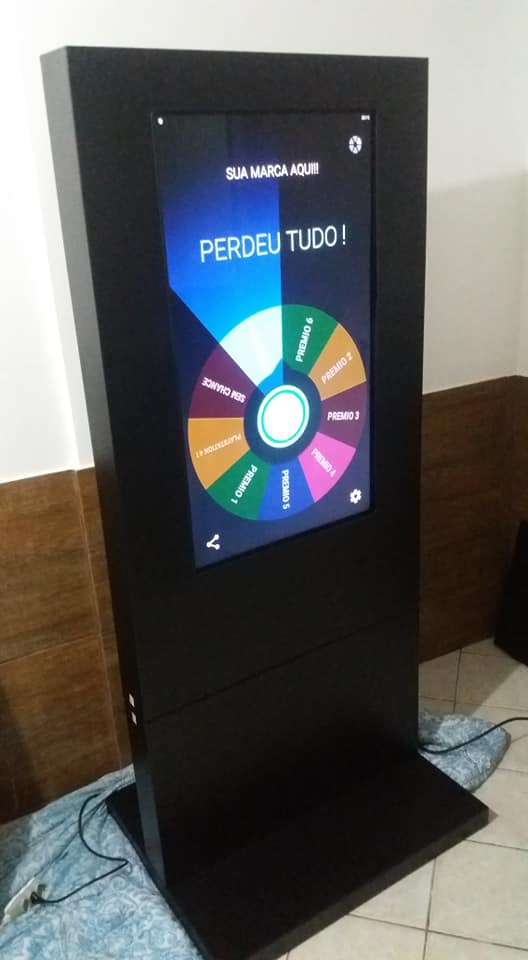 SUA MARCA AQUI!!!
PERDEU TUDO !
PREMIO 6
PREMIO 2
PREMIO 3
PREMIO 4
PREMIO 5
PREMIO 1
PLAYSTATION 4 !
SEM CHANCE